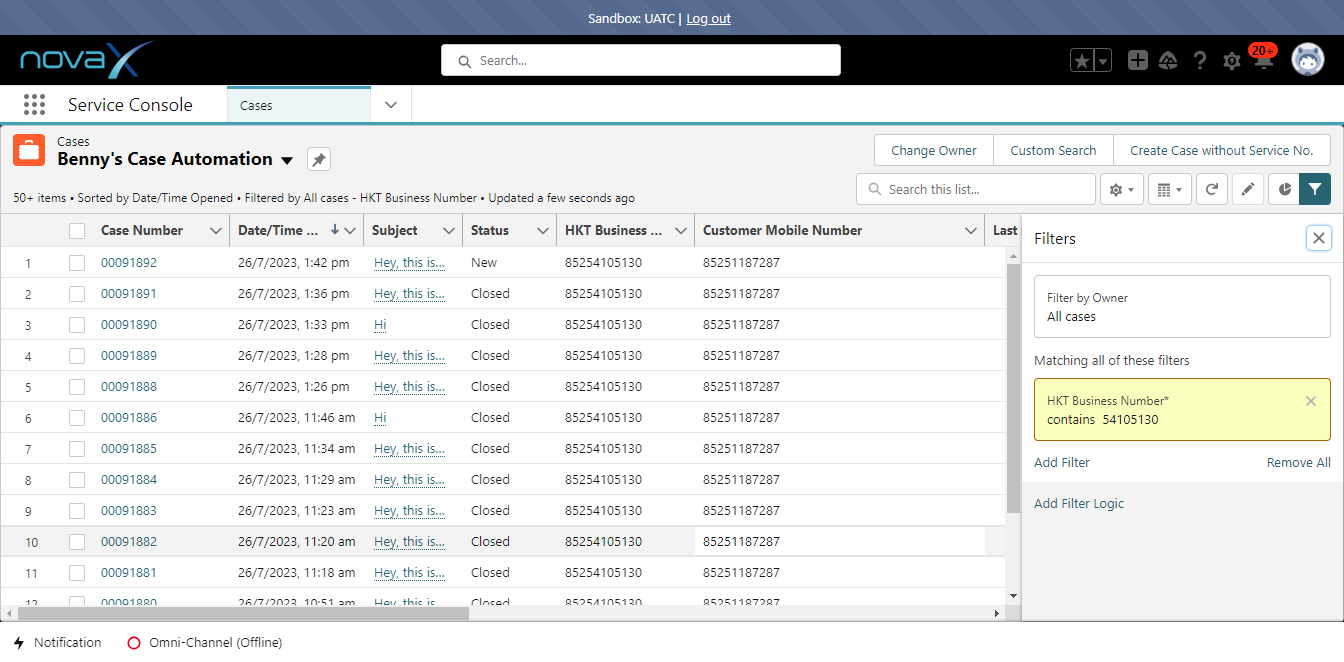 Sandbox: UATC | Log out
novaX
Search...
20+
Service Console
Cases
Cases
Benny's Case Automation
Change Owner
Custom Search
Create Case without Service No.
50+ items • Sorted by Date/Time Opened • Filtered by All cases - HKT Business Number • Updated a few seconds ago
Search this list...
Case Number Date/Time ... Subject Status HKT Business ... Customer Mobile Number Last
1 00091892 26/7/2023, 1:42 pm Hey, this is... New 85254105130 85251187287
2 00091891 26/7/2023, 1:36 pm Hey, this is... Closed 85254105130 85251187287
3 00091890 26/7/2023, 1:33 pm Hi Closed 85254105130 85251187287
4 00091889 26/7/2023, 1:28 pm Hey, this is... Closed 85254105130 85251187287
5 00091888 26/7/2023, 1:26 pm Hey, this is... Closed 85254105130 85251187287
6 00091886 26/7/2023, 11:46 am Hi Closed 85254105130 85251187287
7 00091885 26/7/2023, 11:34 am Hey, this is... Closed 85254105130 85251187287
8 00091884 26/7/2023, 11:29 am Hey, this is... Closed 85254105130 85251187287
9 00091883 26/7/2023, 11:23 am Hey, this is... Closed 85254105130 85251187287
10 00091882 26/7/2023, 11:20 am Hey, this is... Closed 85254105130 85251187287
11 00091881 26/7/2023, 11:18 am Hey, this is... Closed 85254105130 85251187287
12 00091880 26/7/2023, 10:51 am Hey, this is... Closed 85254105130 85251187287
Filters
Filter by Owner
All cases
Matching all of these filters
HKT Business Number*
contains 54105130
Add Filter
Remove All
Add Filter Logic
Notification
Omni-Channel (Offline)